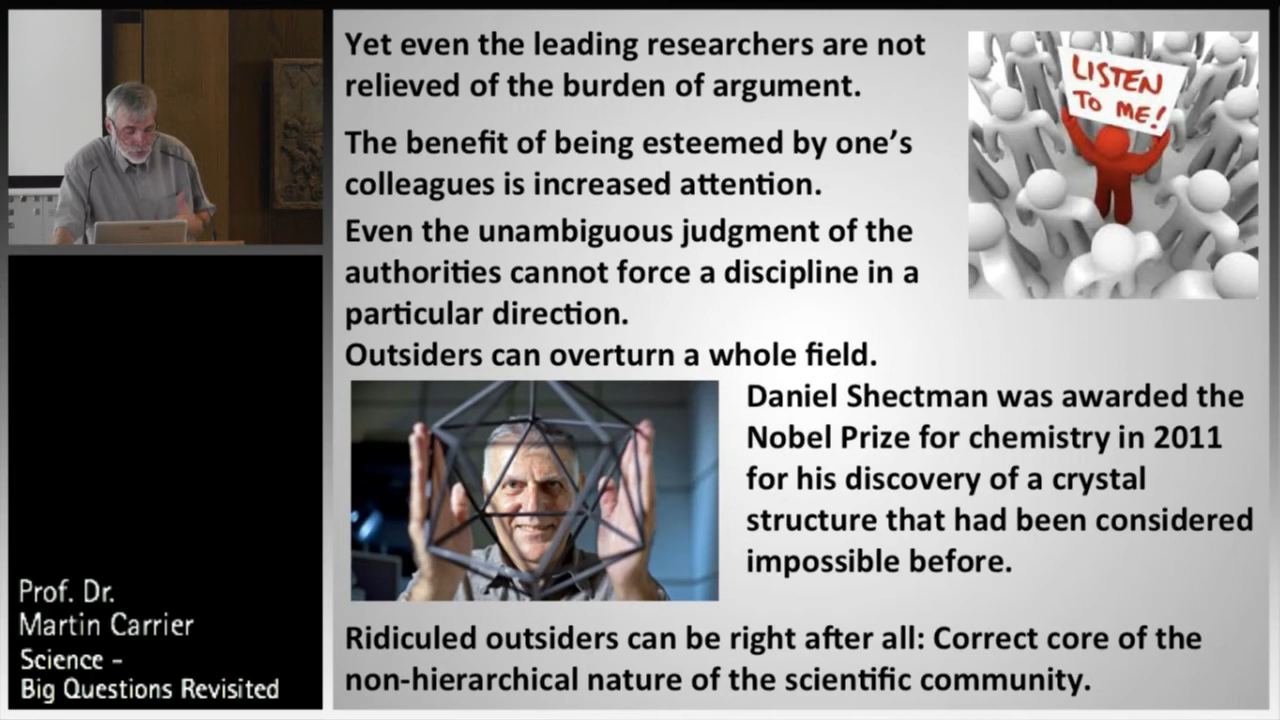 Yet even the leading researchers are not
relieved of the burden of argument.
The benefit of being esteemed by one's
colleagues is increased attention.
Even the unambiguous judgment of the
authorities cannot force a discipline in a
particular direction.
Outsiders can overturn a whole field.
LISTEN
TO ME!
Daniel Shectman was awarded the
Nobel Prize for chemistry in 2011
for his discovery of a crystal
structure that had been considered
impossible before.
Ridiculed outsiders can be right after all: Correct core of the
non-hierarchical nature of the scientific community.
Prof. Dr.
Martin Carrier
Science -
Big Questions Revisited